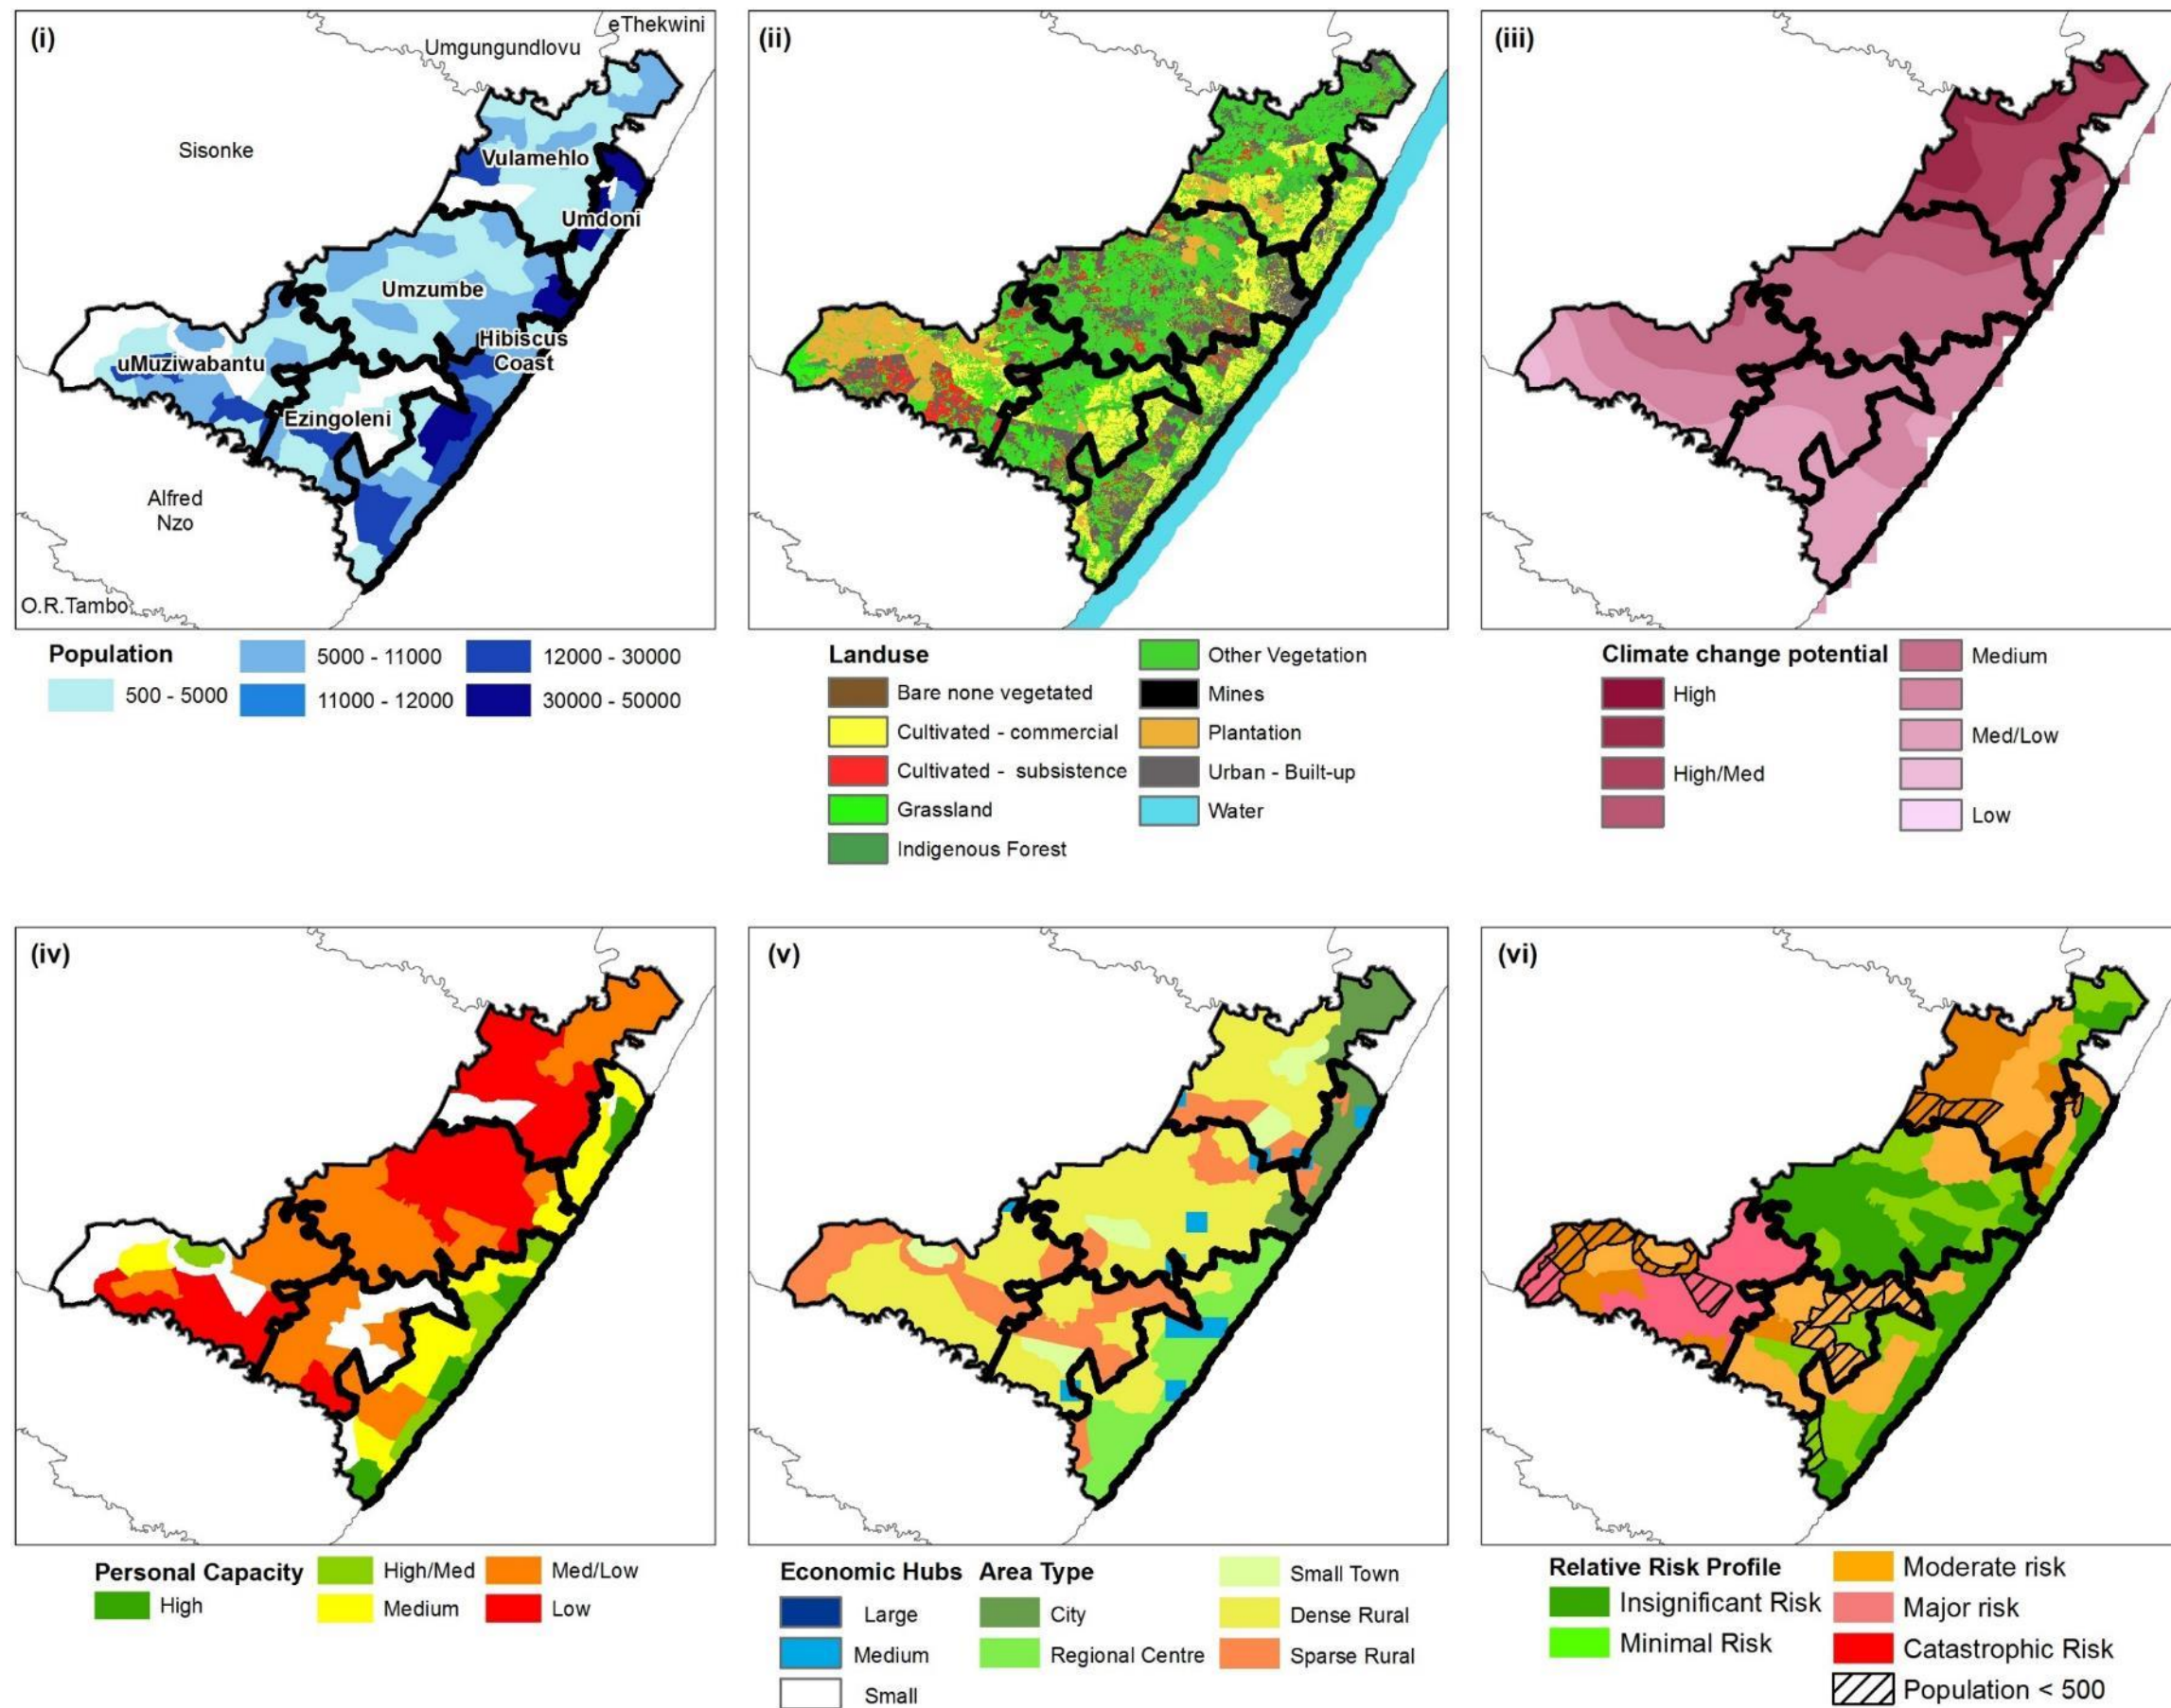 (i)
eThekwini
Umgungundlovu
Sisonke
Vulamehlo
Umdoni
Umzumbe
Hibiscus
Coast
uMuziwabantu
Ezingoleni
Alfred
Nzo
O.R.Tambo
Population
500 - 5000
5000 - 11000
11000 - 12000
12000 - 30000
30000 - 50000
(ii)
Landuse
Bare none vegetated
Cultivated - commercial
Cultivated - subsistence
Grassland
Indigenous Forest
Other Vegetation
Mines
Plantation
Urban - Built-up
Water
(iii)
Climate change potential
High
High/Med
Medium
Med/Low
Low
(iv)
Personal Capacity
High
High/Med
Medium
Med/Low
Low
(v)
Economic Hubs
Large
Medium
Small
Area Type
City
Regional Centre
Small Town
Dense Rural
Sparse Rural
(vi)
Relative Risk Profile
Insignificant Risk
Minimal Risk
Moderate risk
Major risk
Catastrophic Risk
Population < 500